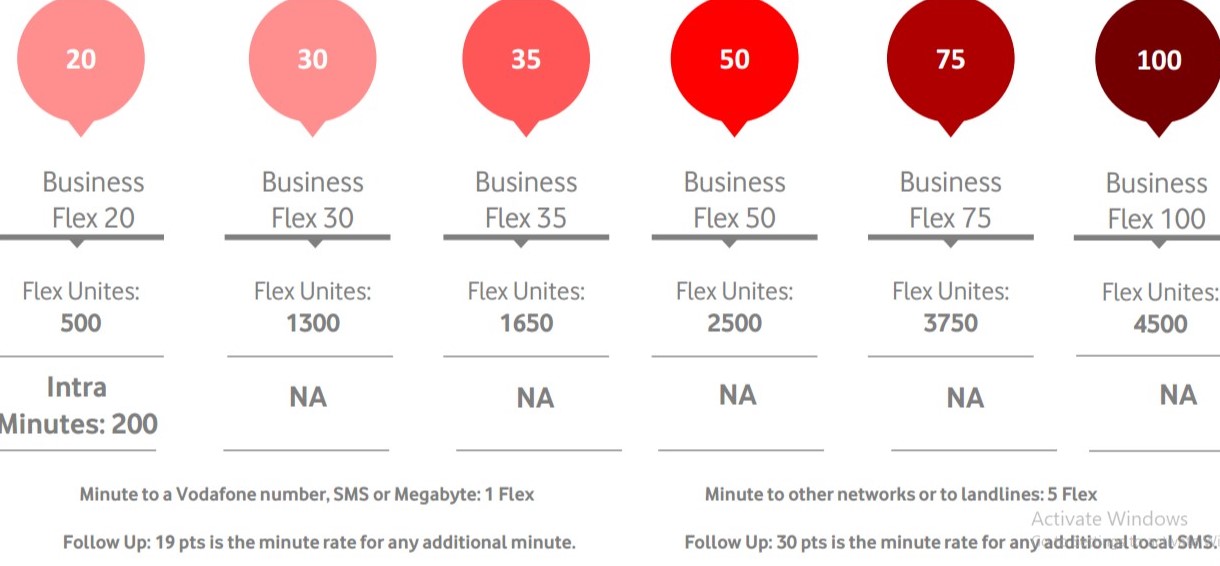 20 30 35 50 75 100
Business Business Business Business Business Business
Flex 20 Flex 30 Flex 35 Flex 50 Flex 75 Flex 100
Flex Unites: Flex Unites: Flex Unites: Flex Unites: Flex Unites: Flex Unites:
500 1300 1650 2500 3750 4500
Intra
Minutes: 200 NA NA NA NA NA
Minute to a Vodafone number, SMS or Megabyte: 1 Flex
Minute to other networks or to landlines: 5 Flex
Activate Windows
Follow Up: 19 pts is the minute rate for any additional minute.
Follow Up: 30 pts is the minute rate for any additional local SMS.